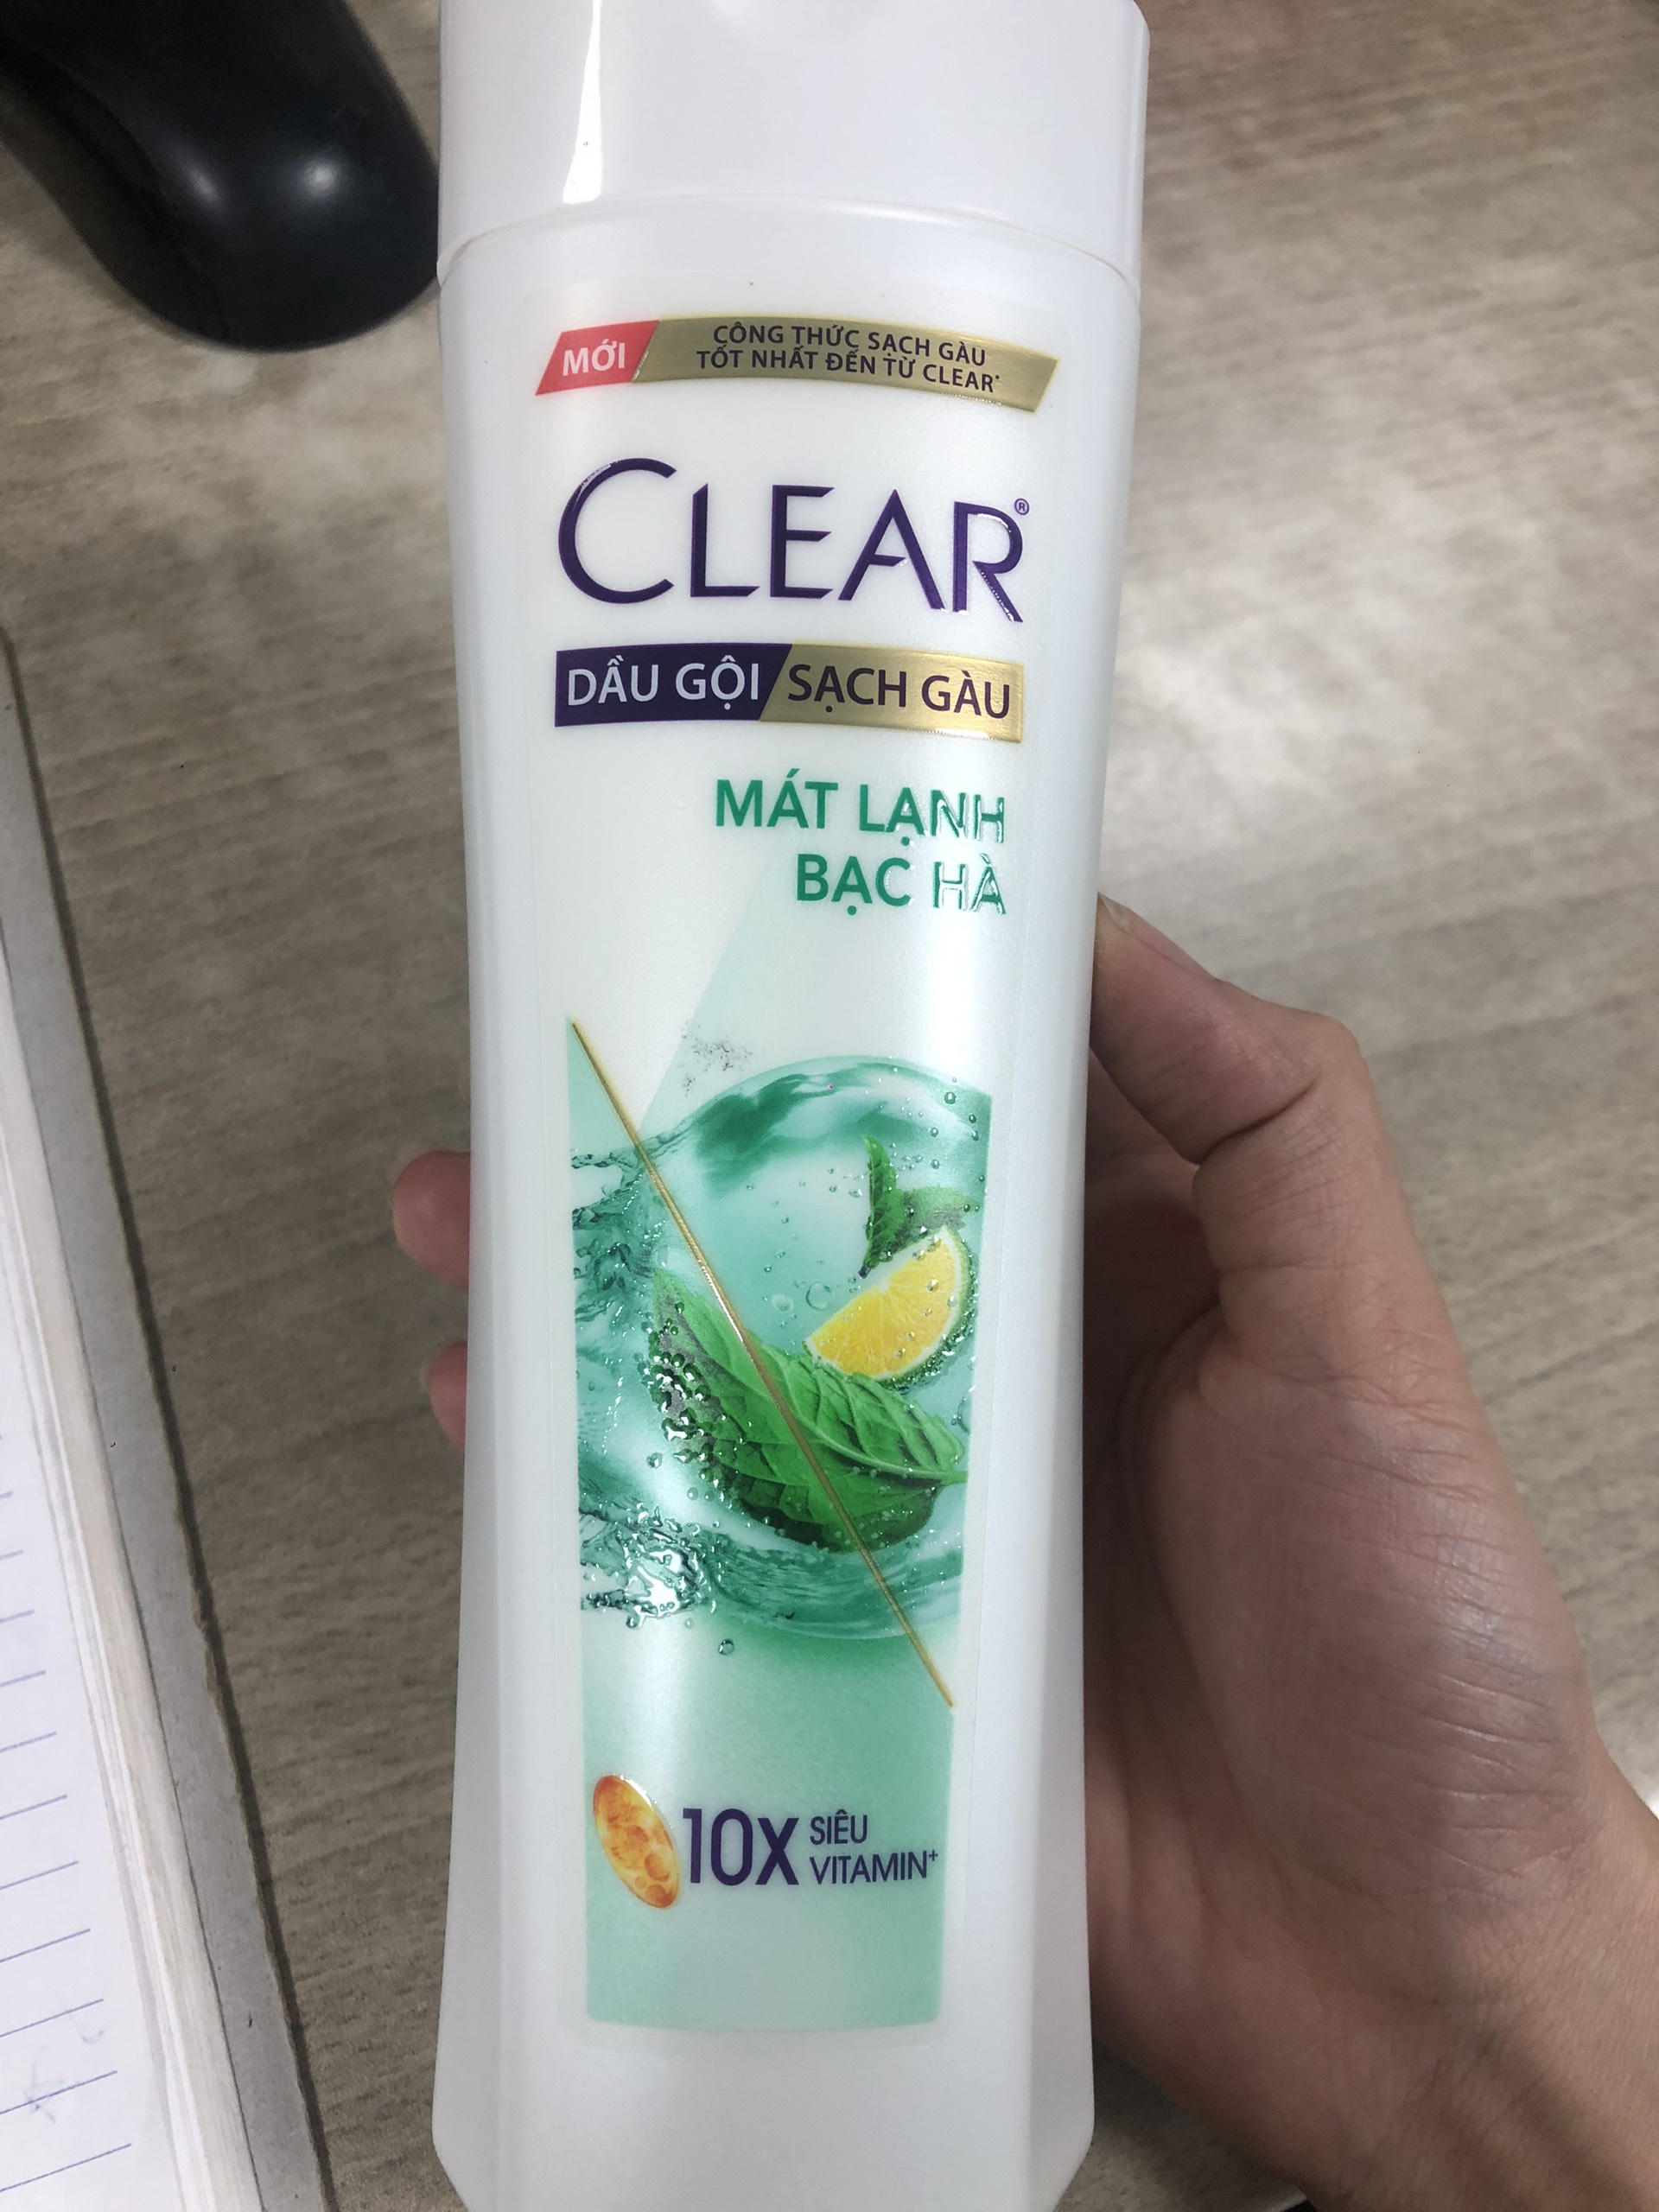 MỚI
CÔNG THỨC SẠCH GÀU
TỐT NHẤT ĐẾN TỪ CLEAR*
CLEAR®
DẦU GỘI SẠCH GÀU
MÁT LẠNH
BẠC HÀ
10X SIÊU
VITAMIN+